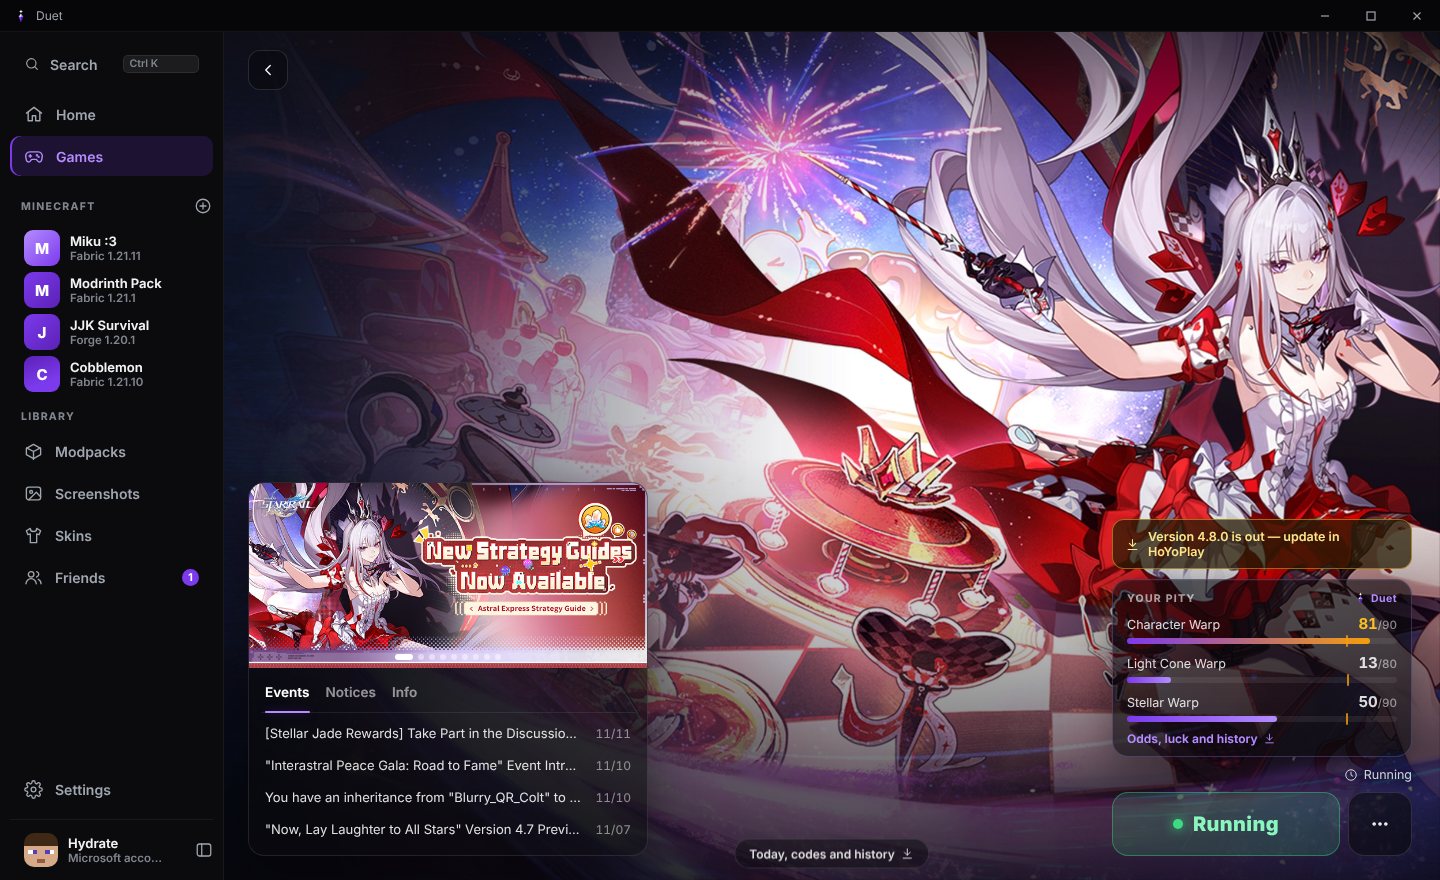 Duet
Search
Ctrl K
Home
Games
MINECRAFT
M
Miku :3
Fabric 1.21.11
M
Modrinth Pack
Fabric 1.21.1
J
JJK Survival
Forge 1.20.1
C
Cobblemon
Fabric 1.21.10
LIBRARY
Modpacks
Screenshots
Skins
Friends
1
Settings
Hydrate
Microsoft acco...
STAR RAIL
New Strategy Guides
Now Available
< Astral Express Strategy Guide >
Events
Notices
Info
[Stellar Jade Rewards] Take Part in the Discussio...
11/11
"Interastral Peace Gala: Road to Fame" Event Intr...
11/10
You have an inheritance from "Blurry_QR_Colt" to ...
11/10
"Now, Lay Laughter to All Stars" Version 4.7 Previ...
11/07
Today, codes and history
Version 4.8.0 is out — update in
HoYoPlay
YOUR PITY
Duet
Character Warp
81/90
Light Cone Warp
13/80
Stellar Warp
50/90
Odds, luck and history
Running
Running